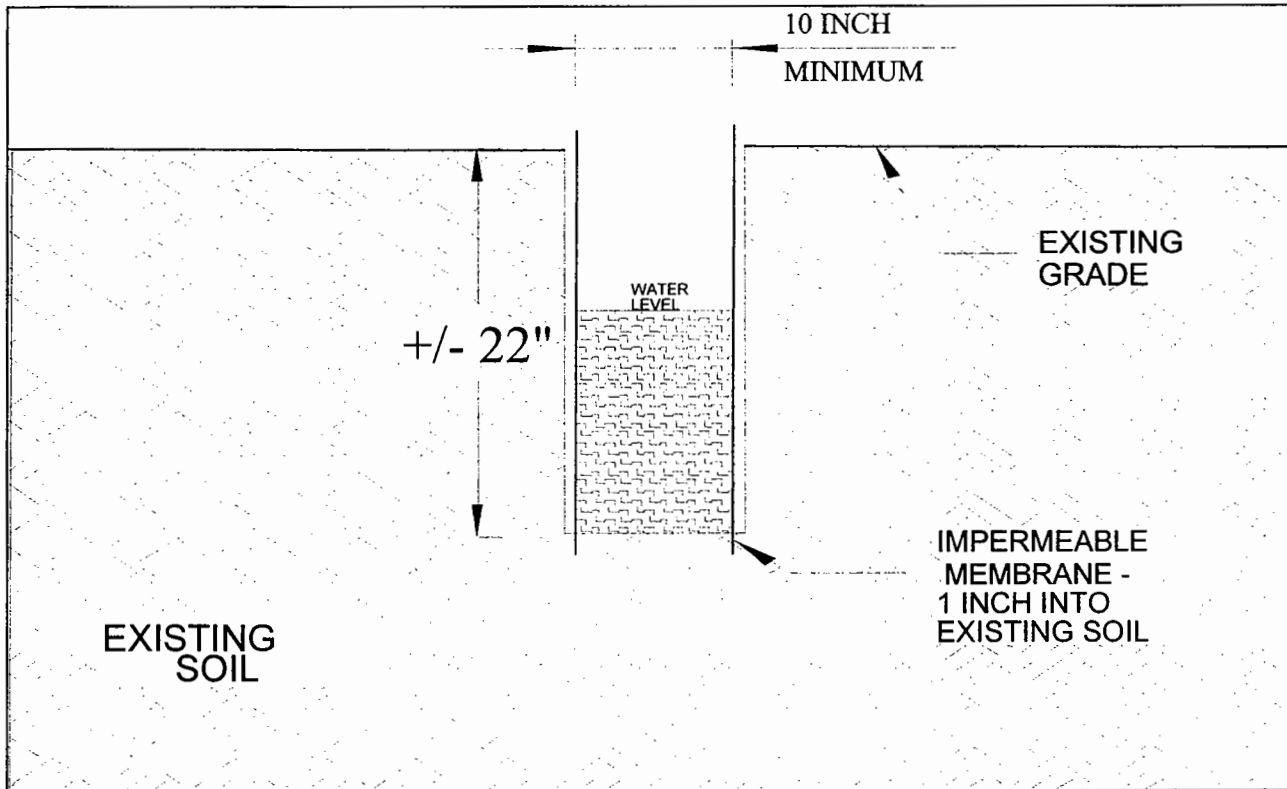 10 INCH
MINIMUM
EXISTING
GRADE
WATER
LEVEL
+/- 22"
IMPERMEABLE
MEMBRANE -
1 INCH INTO
EXISTING SOIL
EXISTING
SOIL